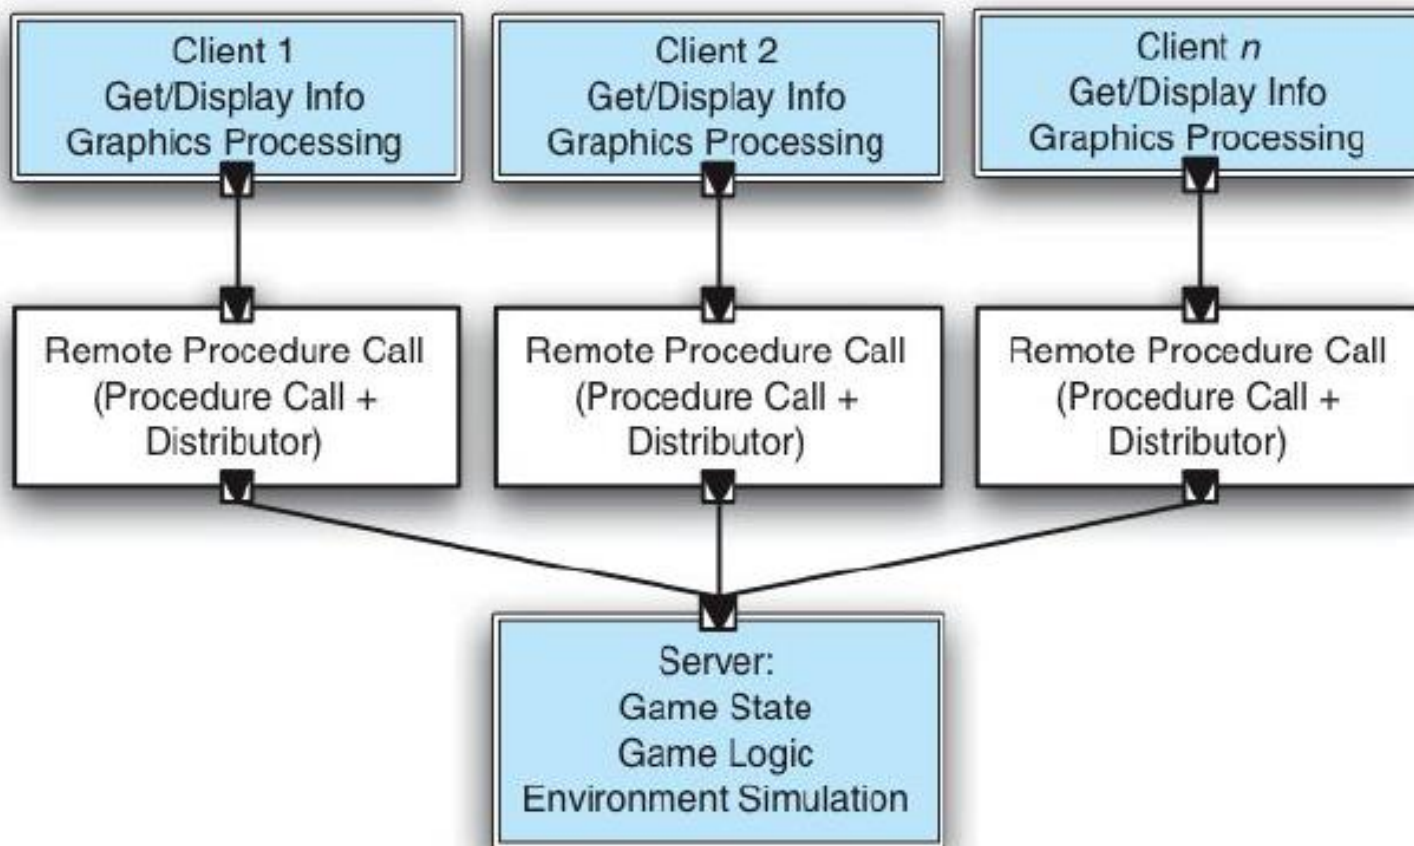 Client 1
Get/Display Info
Graphics Processing
Client 2
Get/Display Info
Graphics Processing
Client n
Get/Display Info
Graphics Processing
Remote Procedure Call
(Procedure Call +
Distributor)
Remote Procedure Call
(Procedure Call +
Distributor)
Remote Procedure Call
(Procedure Call +
Distributor)
Server:
Game State
Game Logic
Environment Simulation